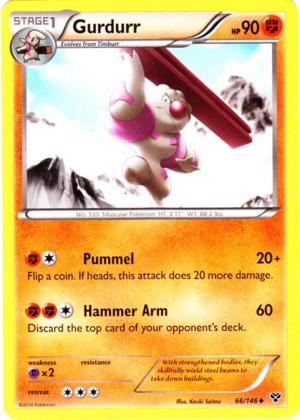 STAGE1
Gurdurr
HP90
Evolves from Timburr
NO. 533 Muscular Pokémon HT. 3'11" WT. 88.2 lbs.
Pummel 20+
Flip a coin. If heads, this attack does 20 more damage.
Hammer Arm 60
Discard the top card of your opponent's deck.
weakness resistance
×2
retreat
With strengthened bodies,
they skillfully wield steel beams to
take down buildings.
Illus. Kouki Saitou
66/146
©2014 Pokémon
XY